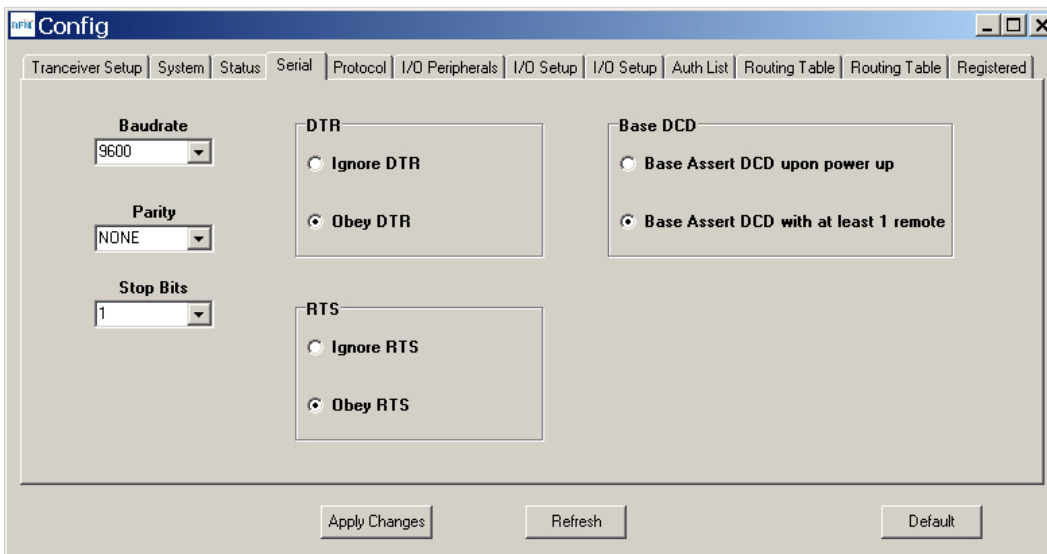 Config
Tranceiver Setup System Status Serial Protocol I/O Peripherals I/O Setup I/O Setup Auth List Routing Table Routing Table Registered
Baudrate
9600
Parity
NONE
Stop Bits
1
DTR
Ignore DTR
Obey DTR
RTS
Ignore RTS
Obey RTS
Base DCD
Base Assert DCD upon power up
Base Assert DCD with at least 1 remote
Apply Changes Refresh Default